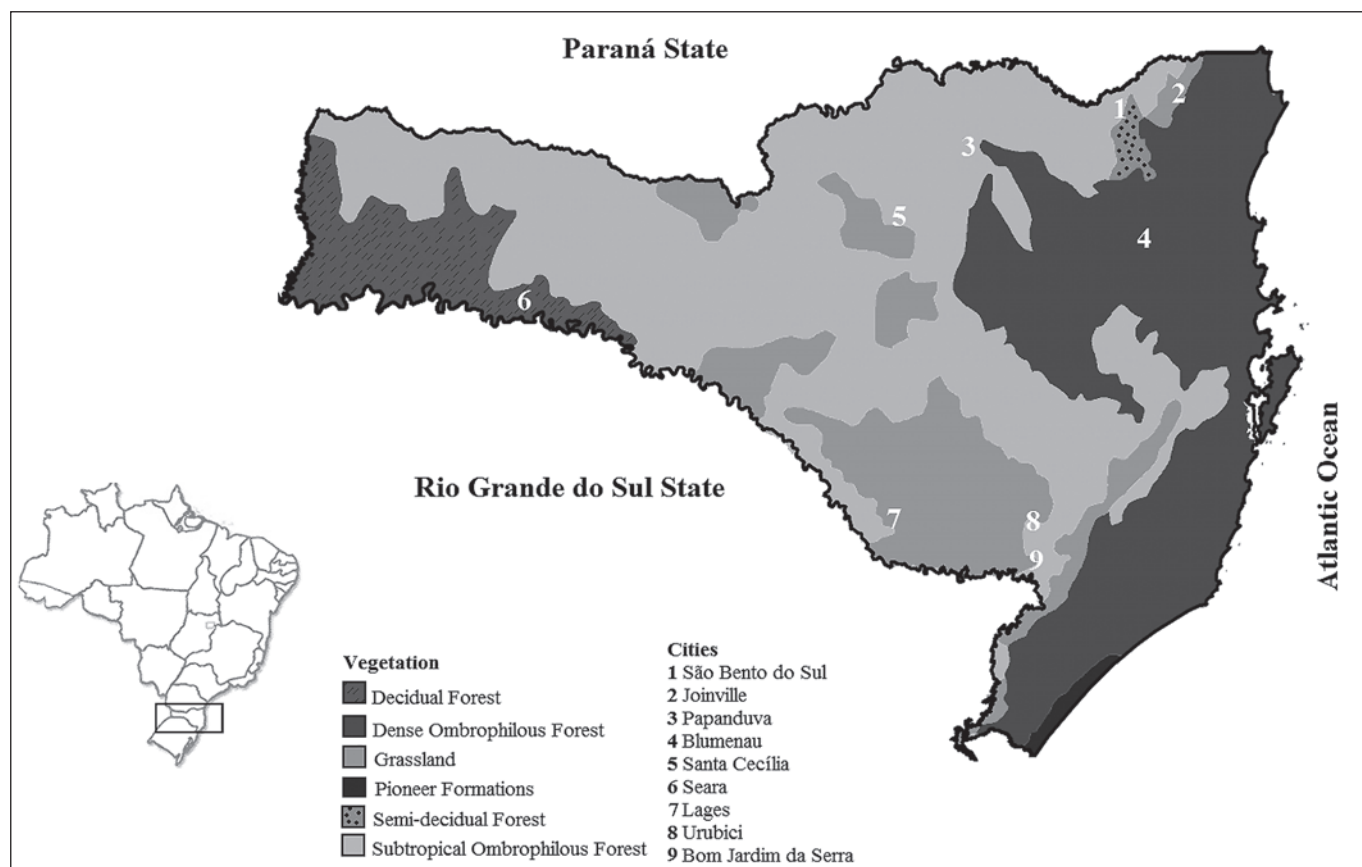 Paraná State
1
2
3
5
4
6
Atlantic Ocean
Rio Grande do Sul State
7
8
9
Vegetation
Decidual Forest
Dense Ombrophilous Forest
Grassland
Pioneer Formations
Semi-decidual Forest
Subtropical Ombrophilous Forest
Cities
1 São Bento do Sul
2 Joinville
3 Papanduva
4 Blumenau
5 Santa Cecília
6 Seara
7 Lages
8 Urubici
9 Bom Jardim da Serra